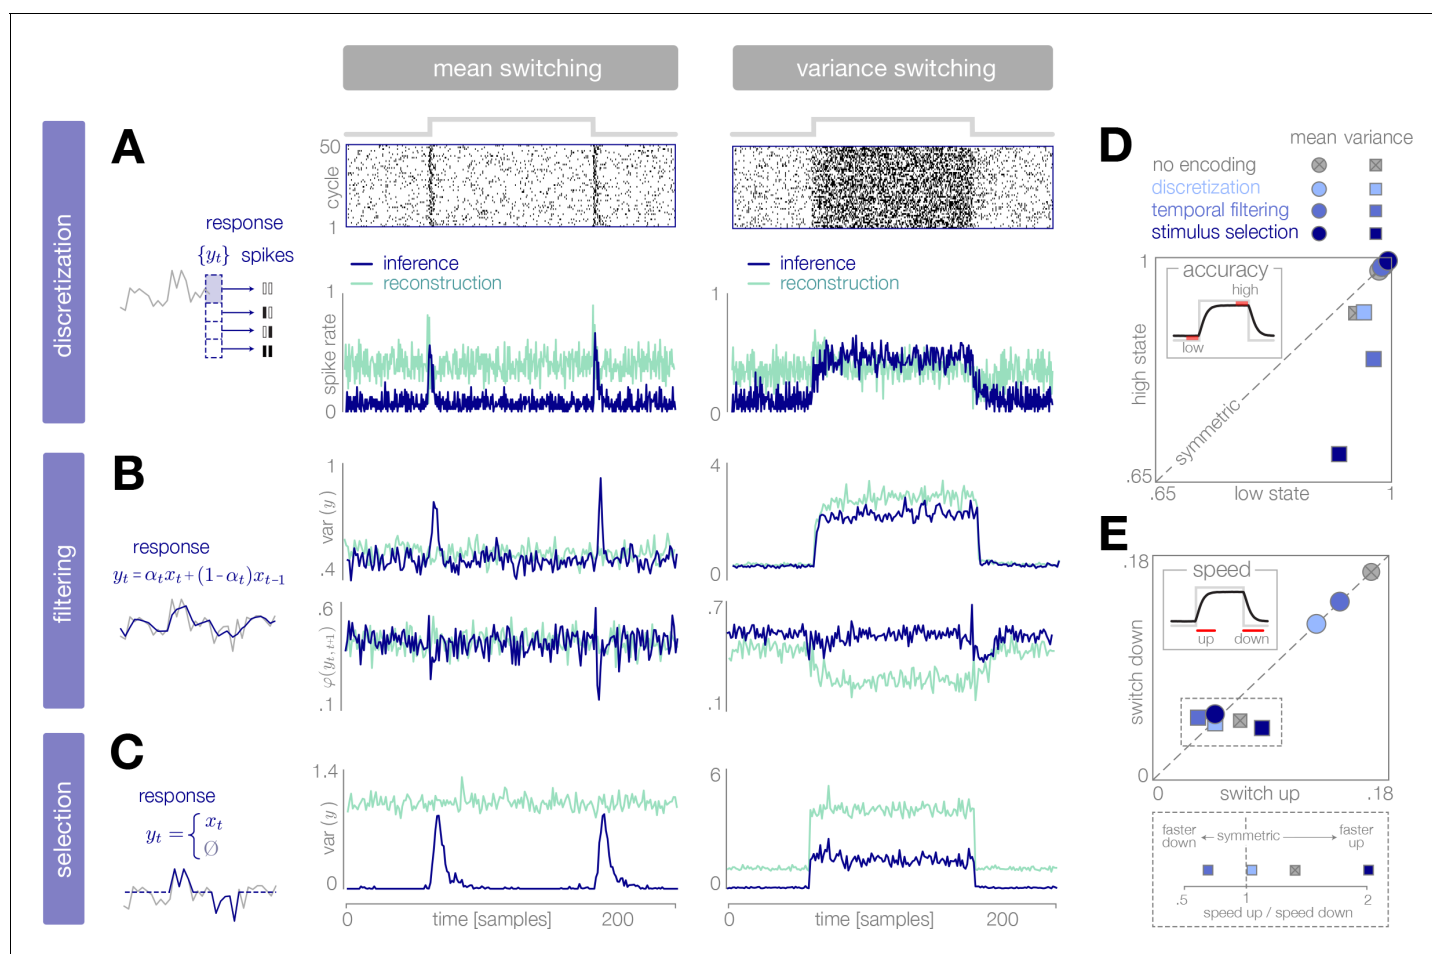 mean switching
variance switching
discretization
A
response
{y_t} spikes
50
cycle
1
inference
reconstruction
1
spike rate
0
inference
reconstruction
1
0
filtering
B
response
y_t = α_t x_t + (1 - α_t) x_{t-1}
1
var (y)
.4
4
0
.6
φ(y_{t,t+1})
.1
.7
.1
selection
C
response
y_t = { x_t
∅
1.4
var (y)
0
0
time [samples]
200
6
0
0
time [samples]
200
D
mean variance
no encoding
discretization
temporal filtering
stimulus selection
1
accuracy
high
low
high state
symmetric
.65
.65
low state
1
E
.18
speed
up
down
switch down
0
0
switch up
.18
faster down
symmetric
faster up
.5
1
2
speed up / speed down